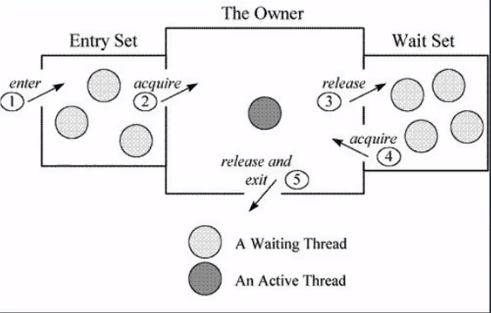 The Owner
Entry Set
Wait Set
enter
1
acquire
2
release
3
acquire
4
release and
exit 5
A Waiting Thread
An Active Thread